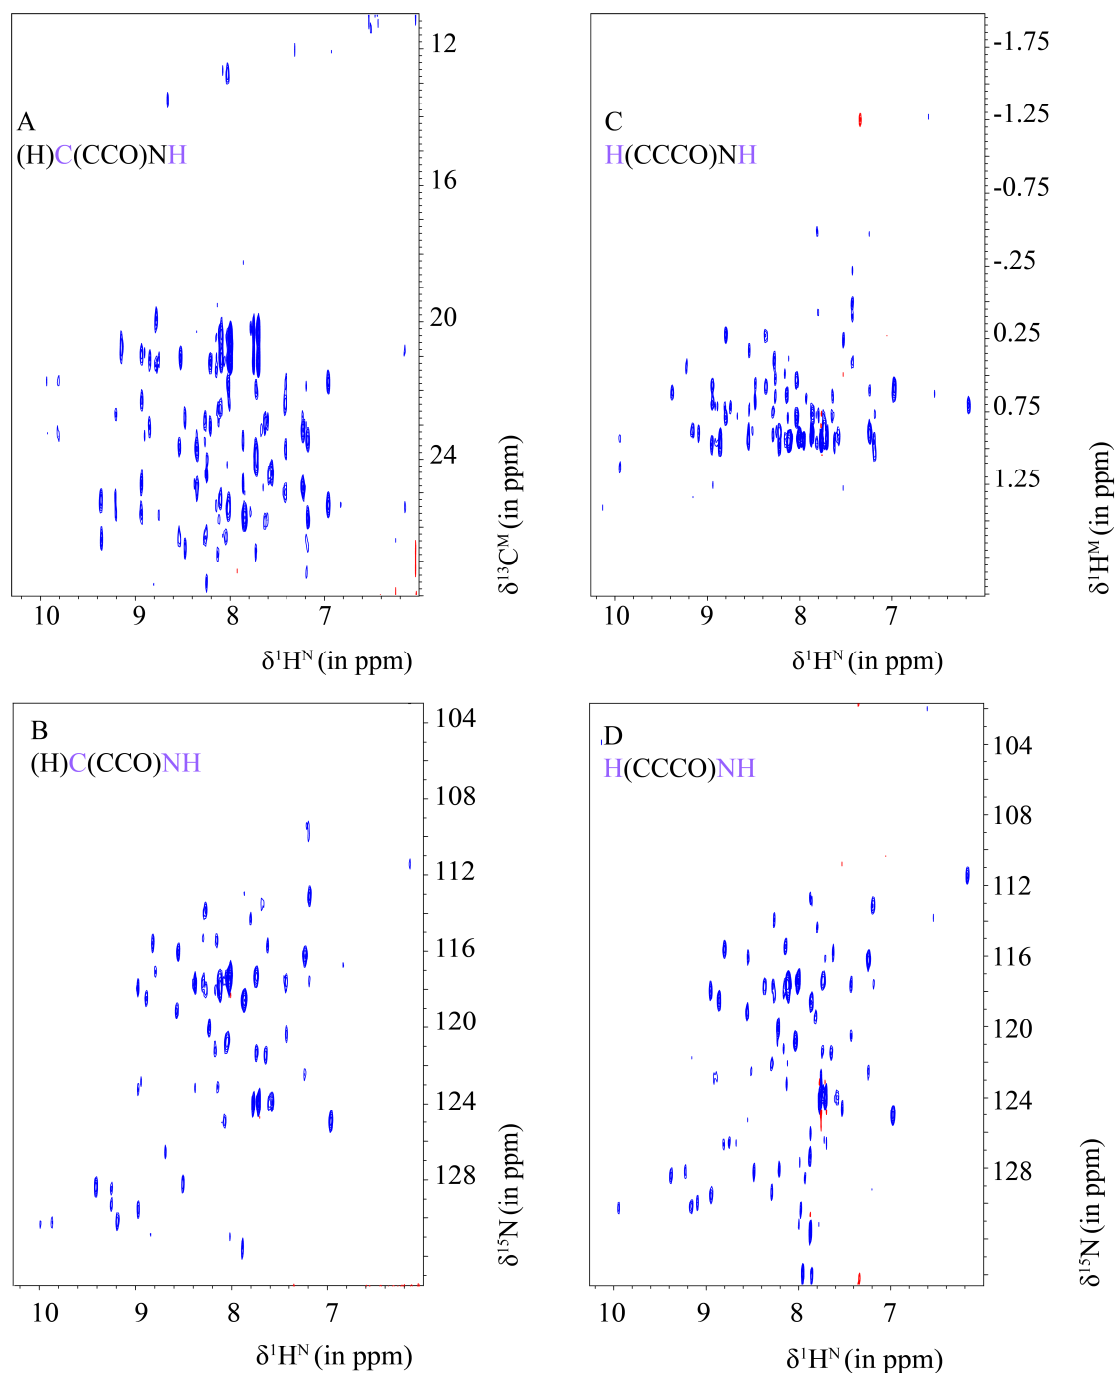 A
(H)C(CCO)NH
12
16
20
24
10 9 8 7
δ¹Hᴺ (in ppm)
δ¹³Cᴹ (in ppm)
C
H(CCCO)NH
-1.75
-1.25
-0.75
-.25
0.25
0.75
1.25
10 9 8 7
δ¹Hᴺ (in ppm)
δ¹Hᴹ (in ppm)
B
(H)C(CCO)NH
104
108
112
116
120
124
128
10 9 8 7
δ¹Hᴺ (in ppm)
δ¹⁵N (in ppm)
D
H(CCCO)NH
104
108
112
116
120
124
128
10 9 8 7
δ¹Hᴺ (in ppm)
δ¹⁵N (in ppm)